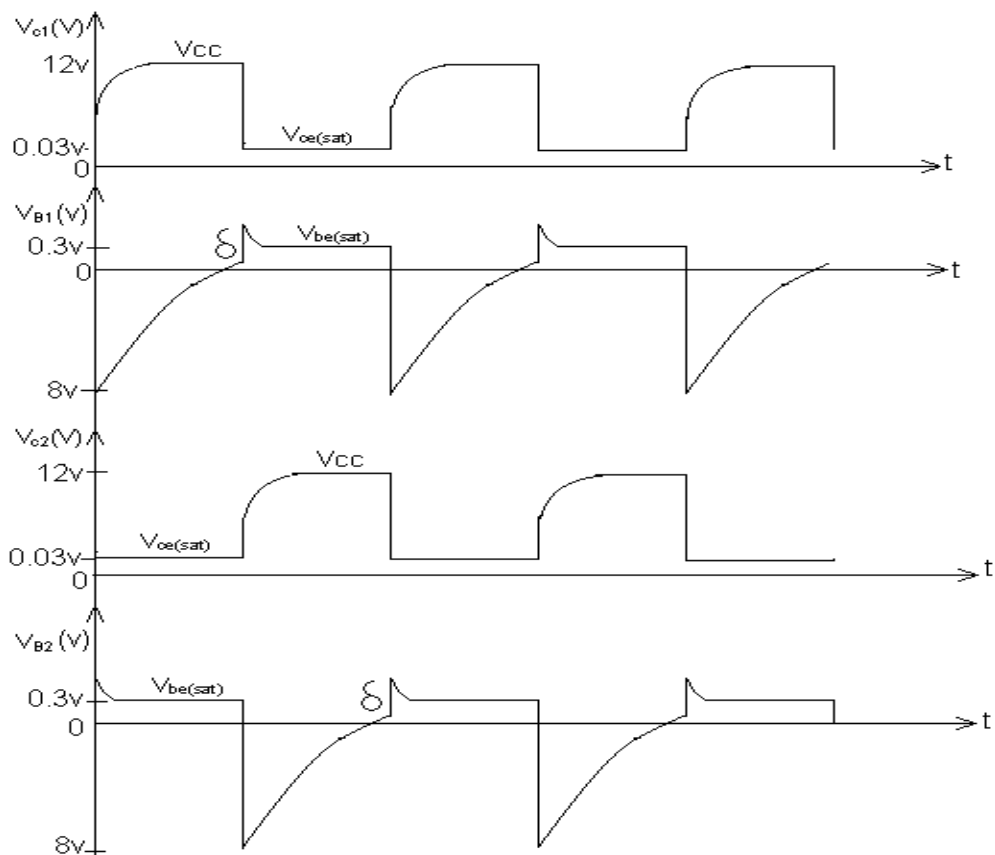 Vc1(V)
12v
VCC
0.03v
Vce(sat)
0
t
VB1(V)
0.3v
δ
Vbe(sat)
0
t
8v
Vc2(V)
12v
VCC
0.03v
Vce(sat)
0
t
VB2(V)
0.3v
Vbe(sat)
δ
0
t
8v